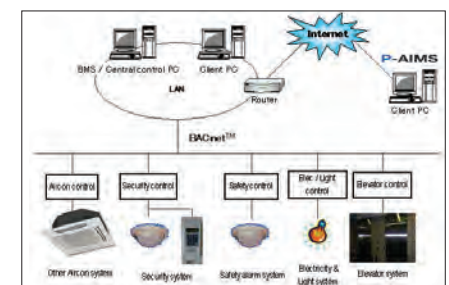 Internet
P-AIMS
BMS / Central control PC
Client PC
LAN
Router
Client PC
BACnet™
Aircon control
Security control
Safety control
Elec / Light
control
Elevator control
Other Aircon system
Security system
Safety alarm system
Electricity &
Light system
Elevator system